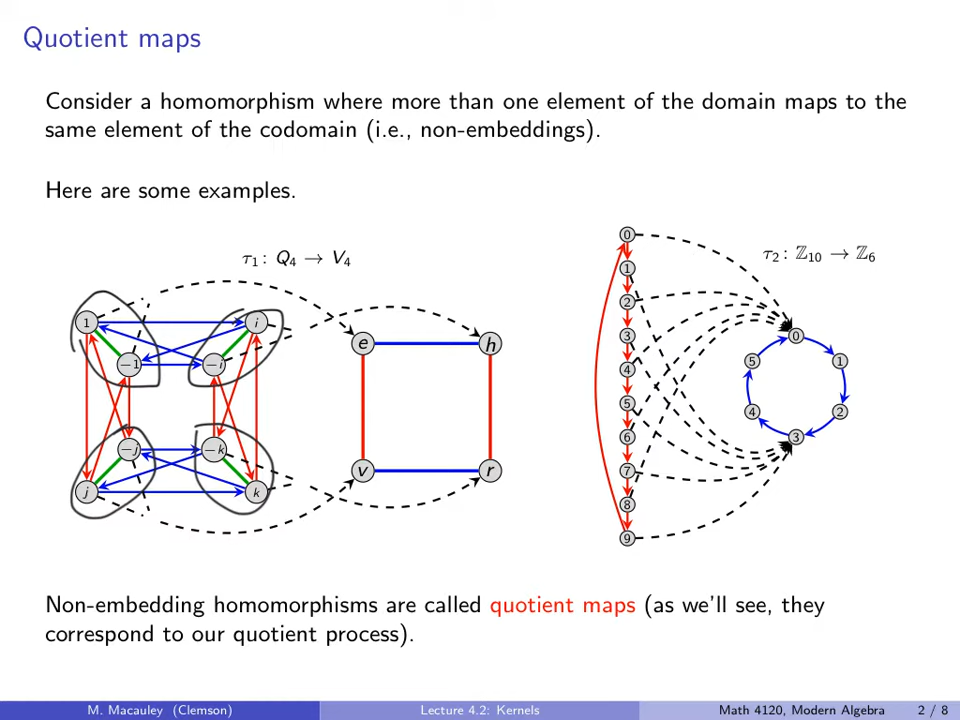 Quotient maps
Consider a homomorphism where more than one element of the domain maps to the
same element of the codomain (i.e., non-embeddings).
Here are some examples.
τ₁: Q₄ → V₄
1
i
−1
−i
−j
−k
j
k
e
h
v
r
τ₂: ℤ₁₀ → ℤ₆
0
1
2
3
4
5
6
7
8
9
0
1
2
3
4
5
Non-embedding homomorphisms are called quotient maps (as we'll see, they
correspond to our quotient process).
M. Macauley (Clemson)
Lecture 4.2: Kernels
Math 4120, Modern Algebra
2 / 8